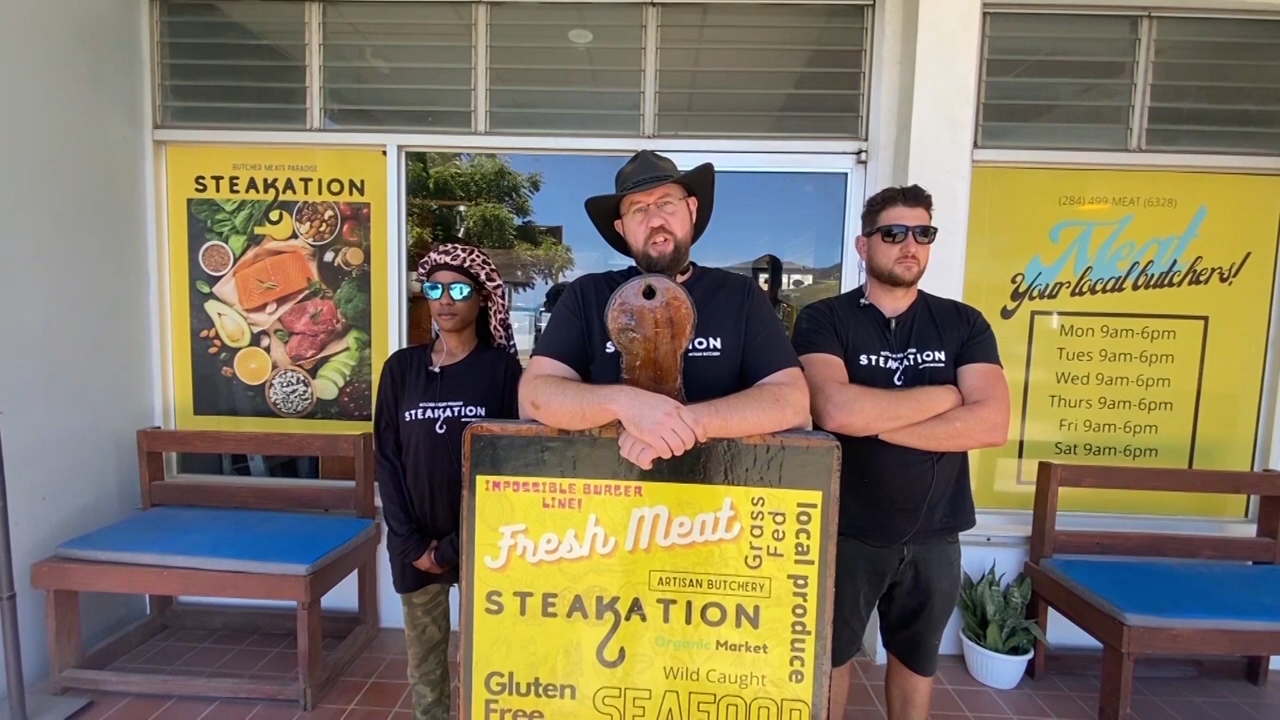 BUTCHER MEATS PARADISE
STEAKATION
(284) 499 MEAT (6328)
Meat
Your local butchers!
Mon 9am-6pm
Tues 9am-6pm
Wed 9am-6pm
Thurs 9am-6pm
Fri 9am-6pm
Sat 9am-6pm
STEAKATION
ION
ARTISAN BUTCHERY
STEAKATION
IMPOSSIBLE BURGER
LINE!
Fresh Meat
Grass
Fed
local produce
ARTISAN BUTCHERY
STEAKATION
Organic Market
Wild Caught
Gluten
Free
SEAFOOD